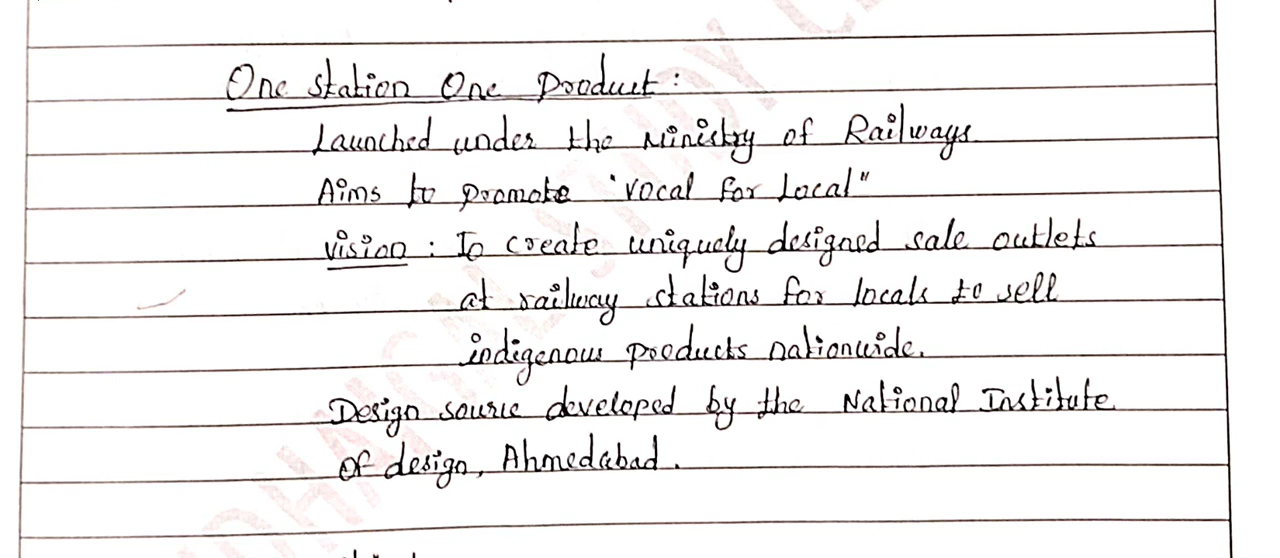 One station One Product :
Launched under the Ministry of Railways
Aims to promote "vocal for Local"
Vision : To create uniquely designed sale outlets
at railway stations for locals to sell
indigenous products nationwide.
Design source developed by the National Institute
of design, Ahmedabad.